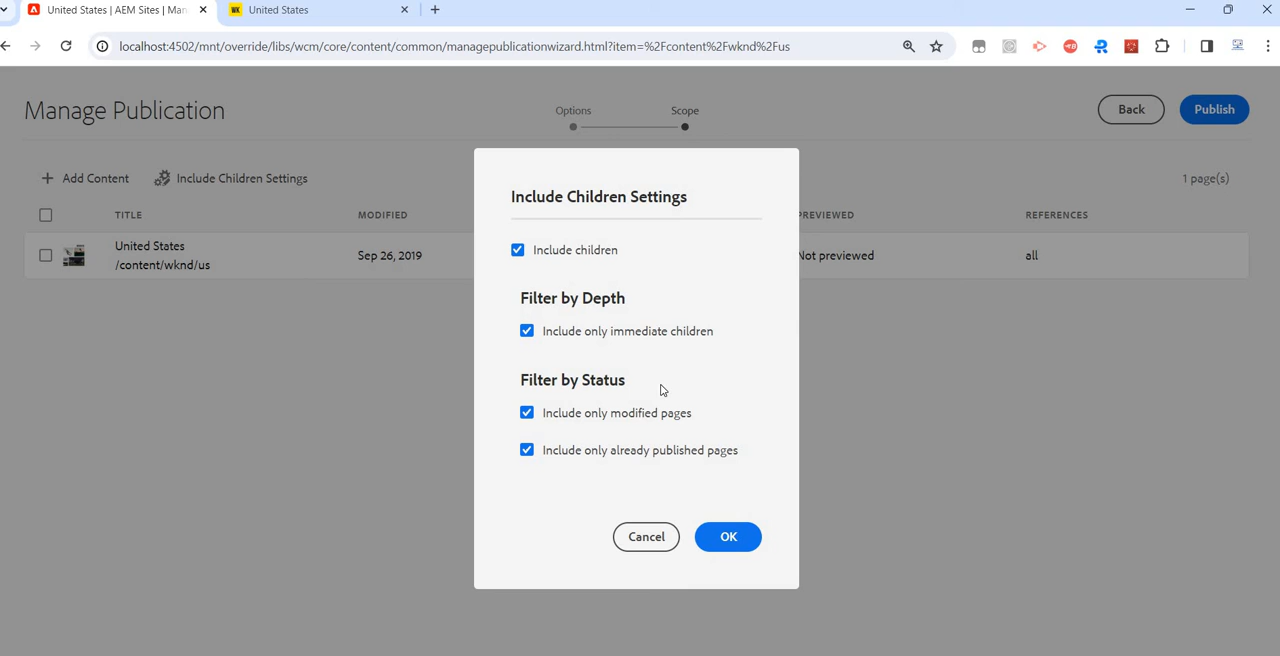 United States | AEM Sites | Man
WK United States
localhost:4502/mnt/override/libs/wcm/core/content/common/managepublicationwizard.html?item=%2Fcontent%2Fwknd%2Fus
Manage Publication
Options
Scope
Back
Publish
Add Content
Include Children Settings
1 page(s)
TITLE
MODIFIED
PREVIEWED
REFERENCES
United States
/content/wknd/us
Sep 26, 2019
Not previewed
all
Include Children Settings
Include children
Filter by Depth
Include only immediate children
Filter by Status
Include only modified pages
Include only already published pages
Cancel
OK